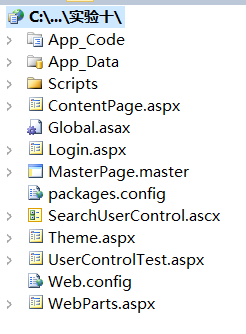 C:\...\实验十\
App_Code
App_Data
Scripts
ContentPage.aspx
Global.asax
Login.aspx
MasterPage.master
packages.config
SearchUserControl.ascx
Theme.aspx
UserControlTest.aspx
Web.config
WebParts.aspx